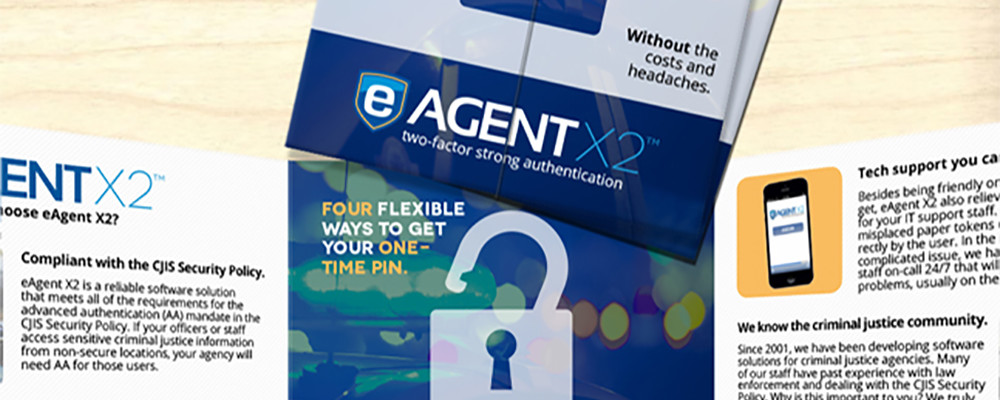 Without the
costs and
headaches.
e AGENT X2™
two-factor strong authentication
ENT X2™
hoose eAgent X2?
Compliant with the CJIS Security Policy.
eAgent X2 is a reliable software solution
that meets all of the requirements for the
advanced authentication (AA) mandate in the
CJIS Security Policy. If your officers or staff
access sensitive criminal justice information
from non-secure locations, your agency will
need AA for those users.
FOUR FLEXIBLE
WAYS TO GET
YOUR ONE-
TIME PIN.
Tech support you ca
Besides being friendly on
get, eAgent X2 also reliev
for your IT support staff.
misplaced paper tokens
rectly by the user. In the
complicated issue, we ha
staff on-call 24/7 that will
problems, usually on the
We know the criminal justice community.
Since 2001, we have been developing software
solutions for criminal justice agencies. Many
of our staff have past experience with law
enforcement and dealing with the CJIS Security
Policy. Why is this important to you? We truly